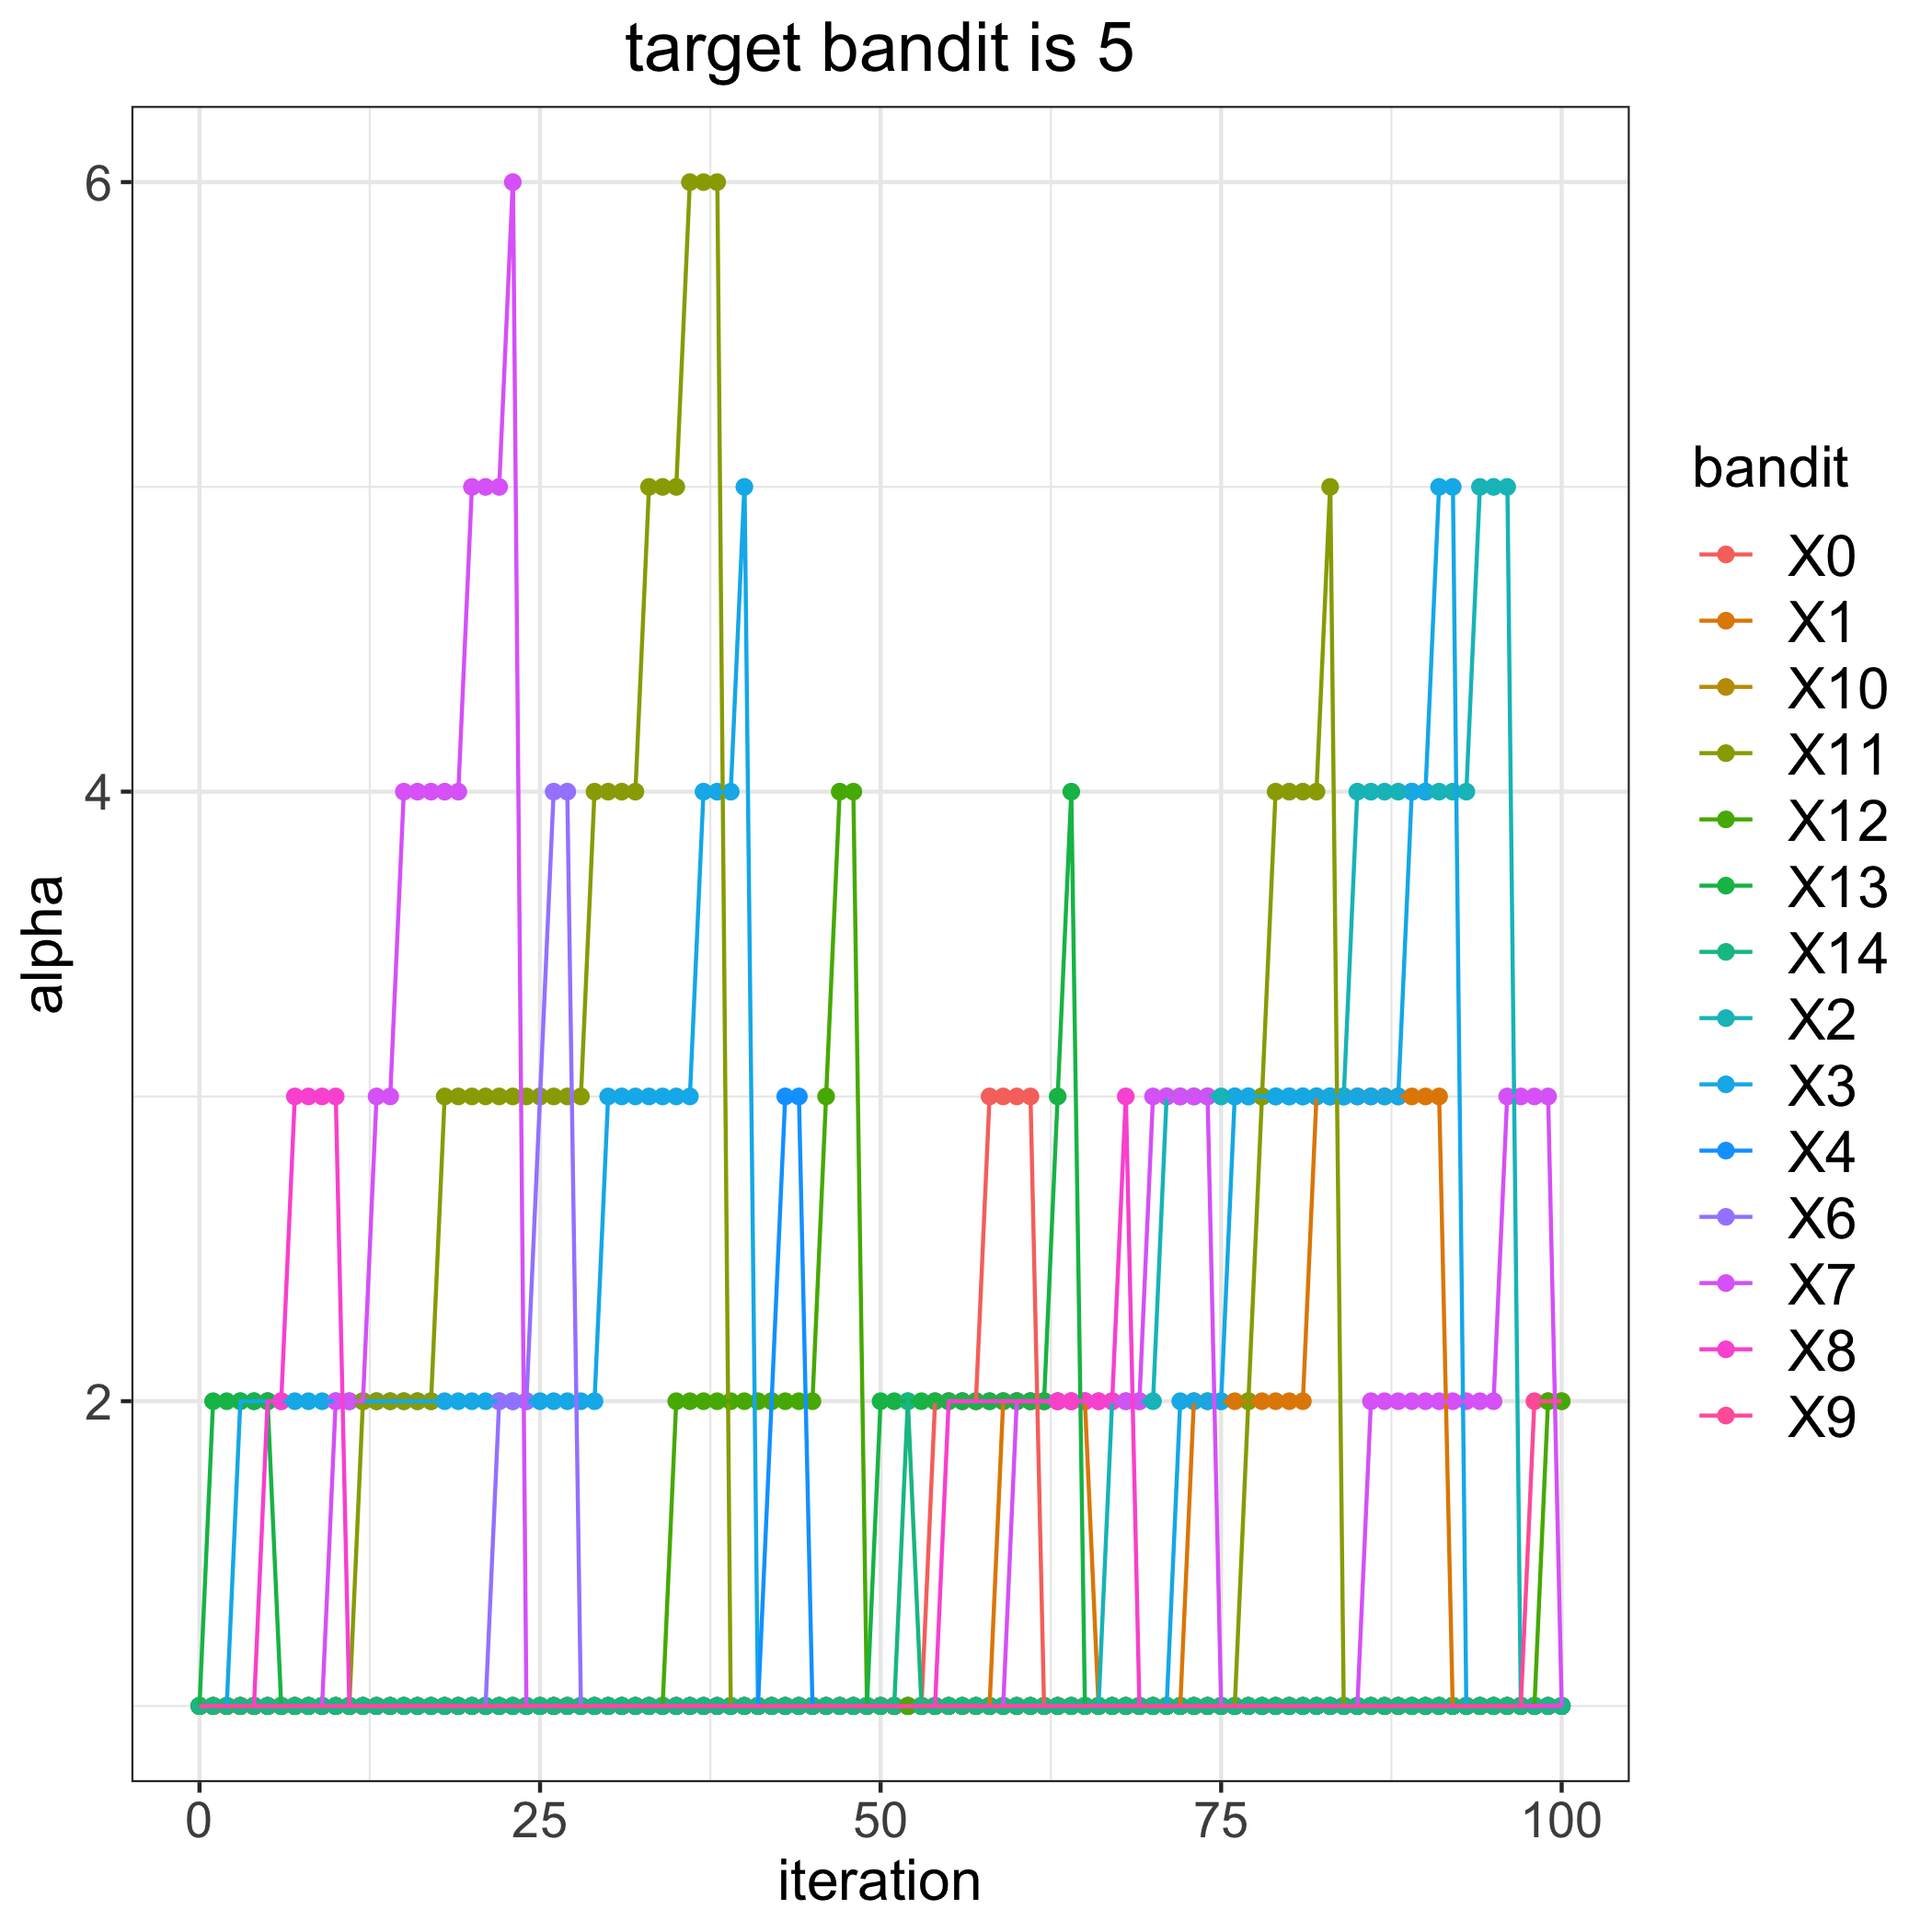 target bandit is 5
6
4
2
alpha
0
25
50
75
100
iteration
bandit
X0
X1
X10
X11
X12
X13
X14
X2
X3
X4
X6
X7
X8
X9